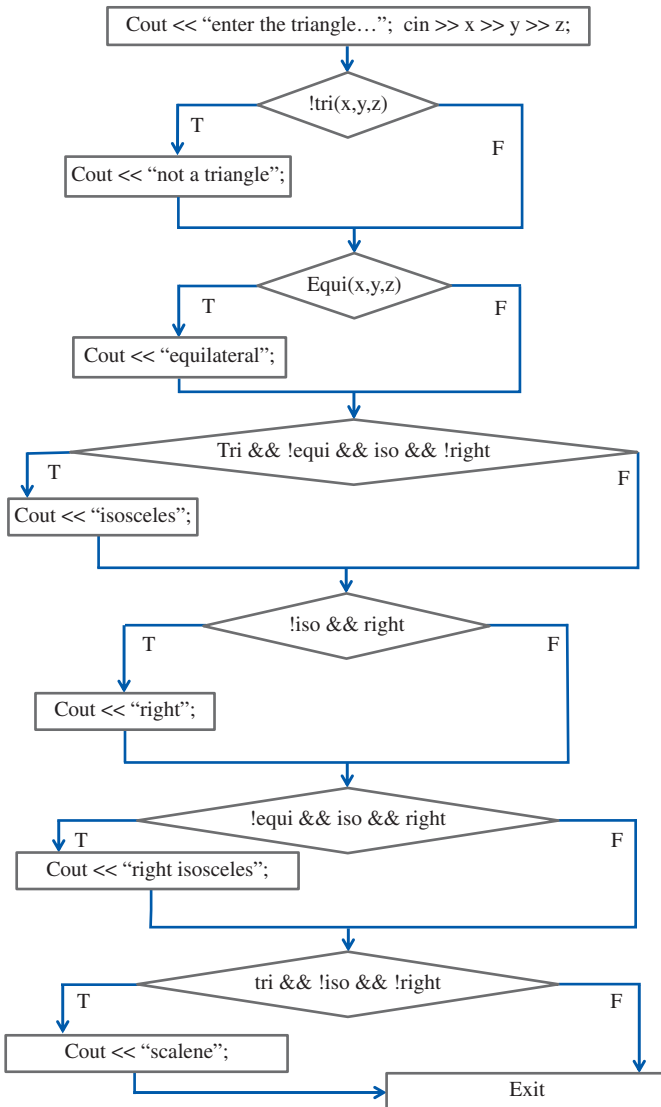 Cout << “enter the triangle…”; cin >> x >> y >> z;
!tri(x,y,z)
T
F
Cout << “not a triangle”;
Equi(x,y,z)
T
F
Cout << “equilateral”;
Tri && !equi && iso && !right
T
F
Cout << “isosceles”;
!iso && right
T
F
Cout << “right”;
!equi && iso && right
T
F
Cout << “right isosceles”;
tri && !iso && !right
T
F
Cout << “scalene”;
Exit